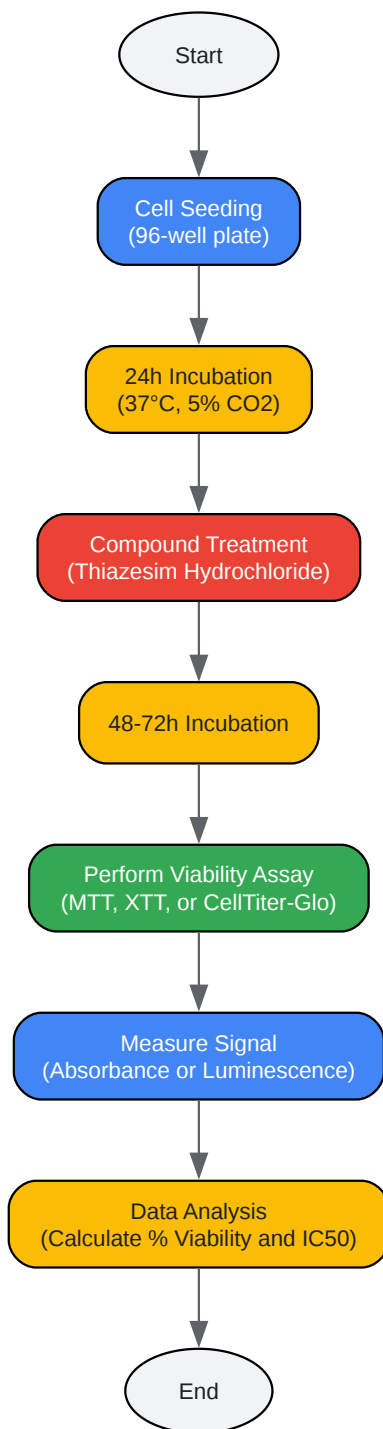 Start
Cell Seeding
(96-well plate)
24h Incubation
(37°C, 5% CO2)
Compound Treatment
(Thiazesim Hydrochloride)
48-72h Incubation
Perform Viability Assay
(MTT, XTT, or CellTiter-Glo)
Measure Signal
(Absorbance or Luminescence)
Data Analysis
(Calculate % Viability and IC50)
End